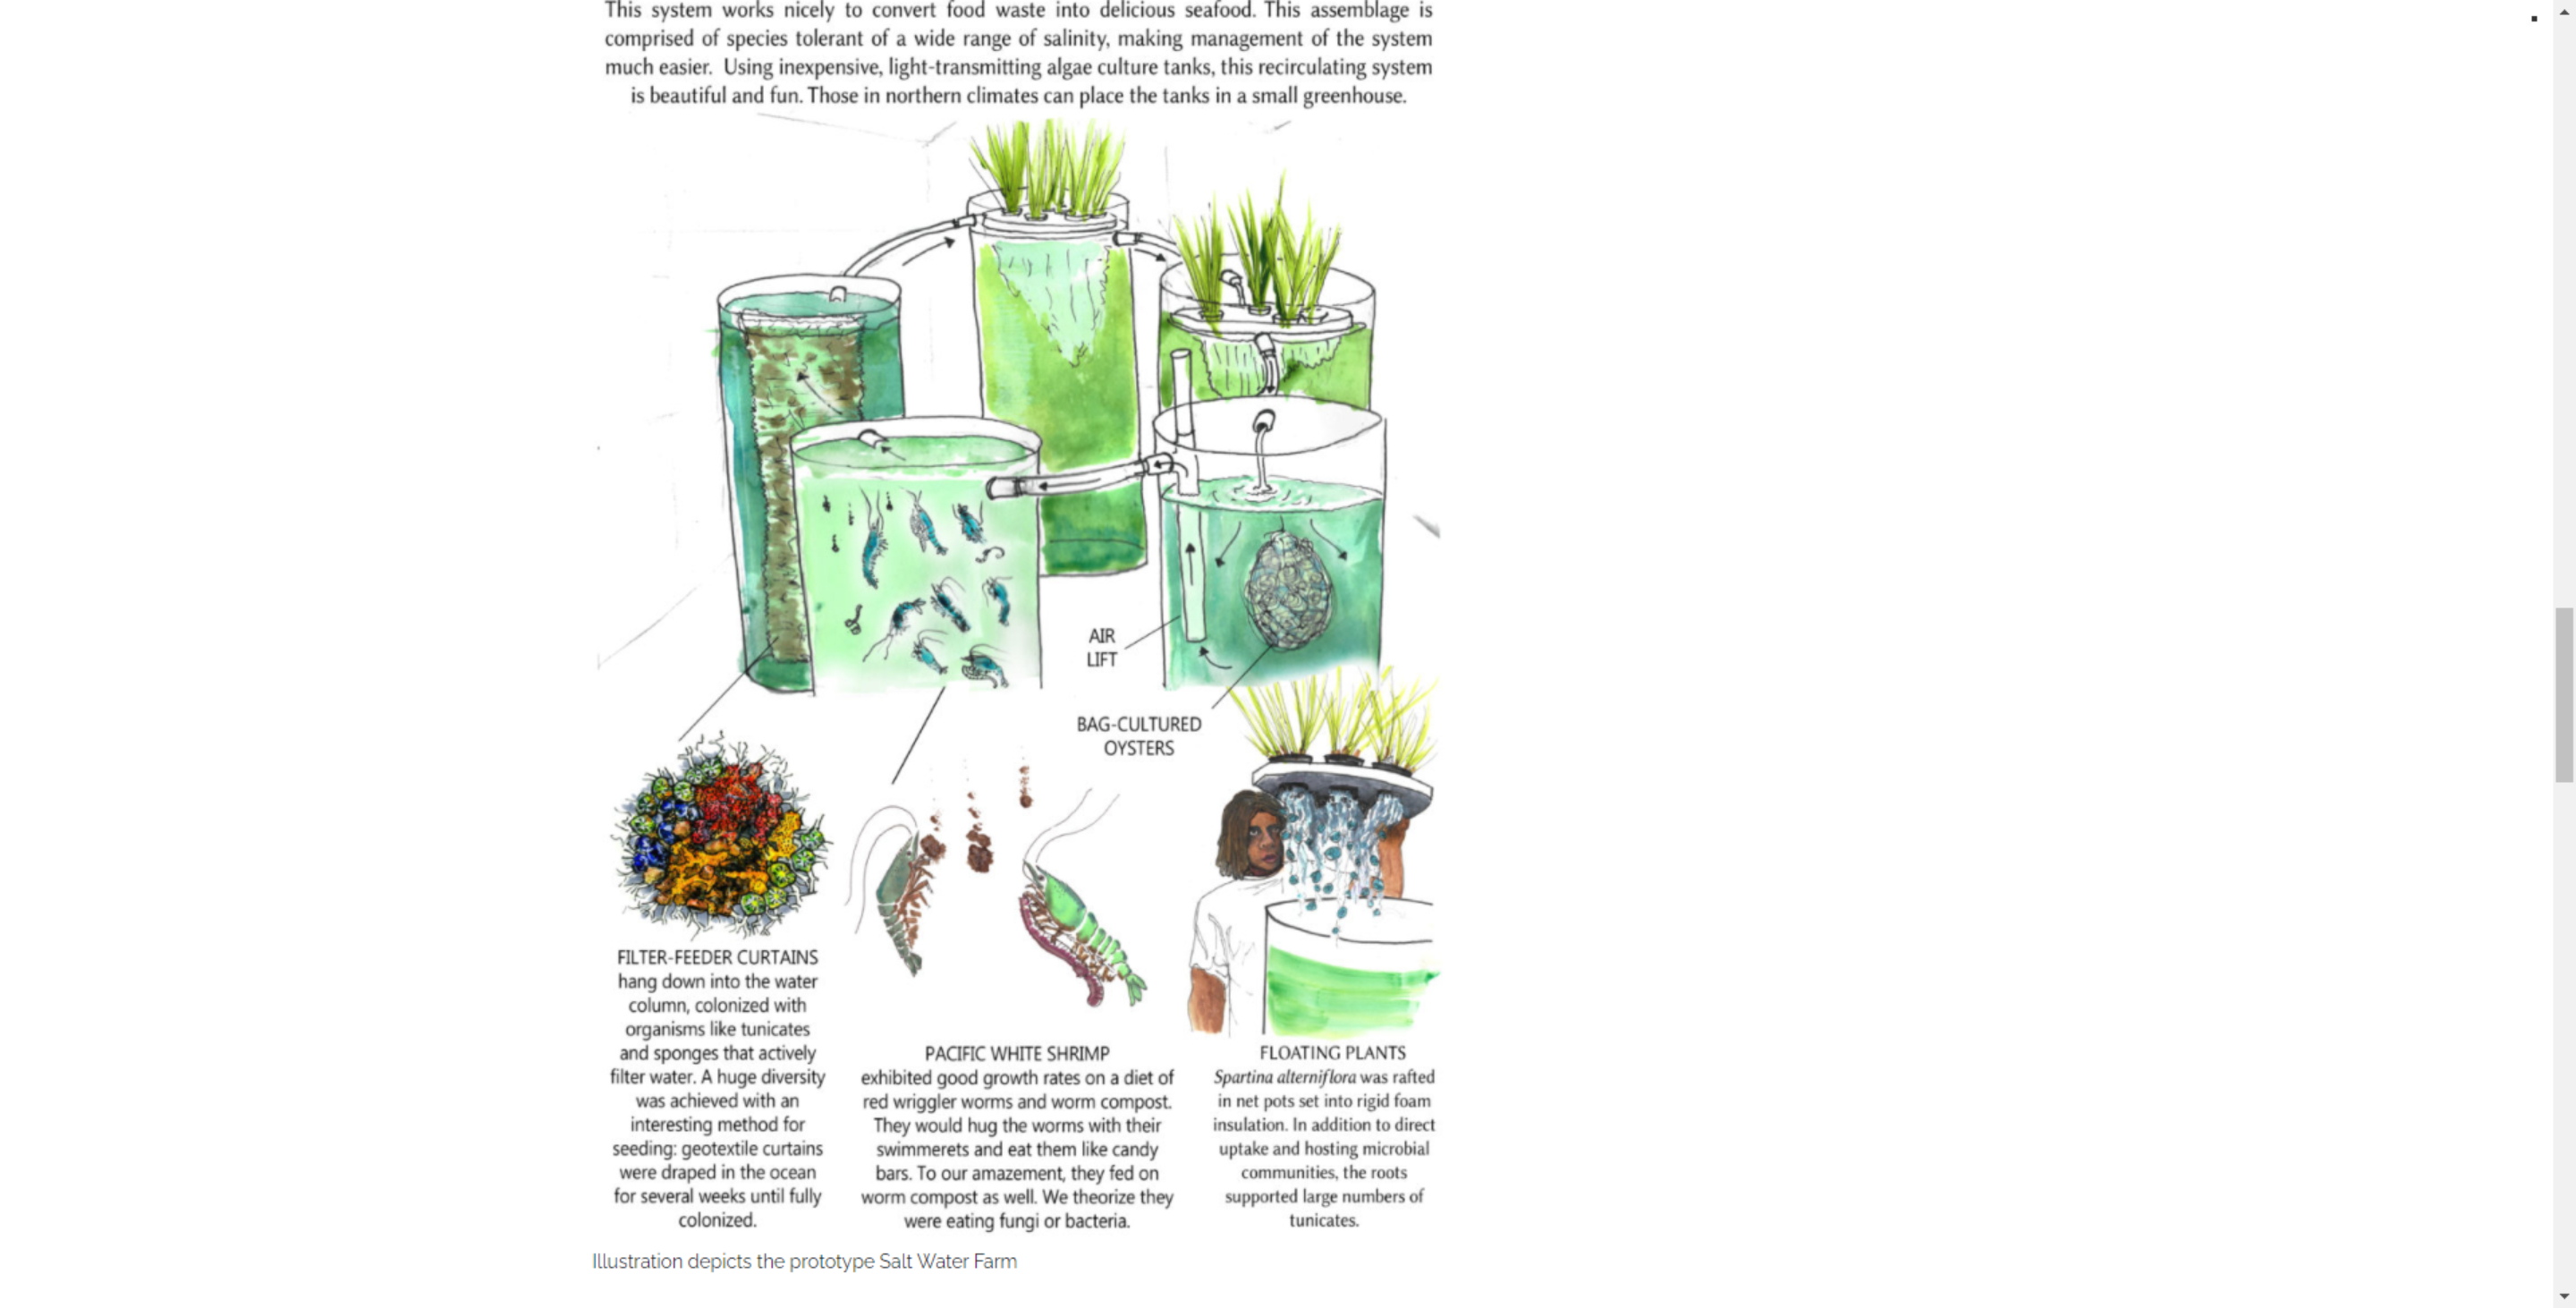 This system works nicely to convert food waste into delicious seafood. This assemblage is
comprised of species tolerant of a wide range of salinity, making management of the system
much easier. Using inexpensive, light-transmitting algae culture tanks, this recirculating system
is beautiful and fun. Those in northern climates can place the tanks in a small greenhouse.
AIR
LIFT
BAG-CULTURED
OYSTERS
FILTER-FEEDER CURTAINS
hang down into the water
column, colonized with
organisms like tunicates
and sponges that actively
filter water. A huge diversity
was achieved with an
interesting method for
seeding: geotextile curtains
were draped in the ocean
for several weeks until fully
colonized.
PACIFIC WHITE SHRIMP
exhibited good growth rates on a diet of
red wriggler worms and worm compost.
They would hug the worms with their
swimmerets and eat them like candy
bars. To our amazement, they fed on
worm compost as well. We theorize they
were eating fungi or bacteria.
FLOATING PLANTS
Spartina alterniflora was rafted
in net pots set into rigid foam
insulation. In addition to direct
uptake and hosting microbial
communities, the roots
supported large numbers of
tunicates.
Illustration depicts the prototype Salt Water Farm